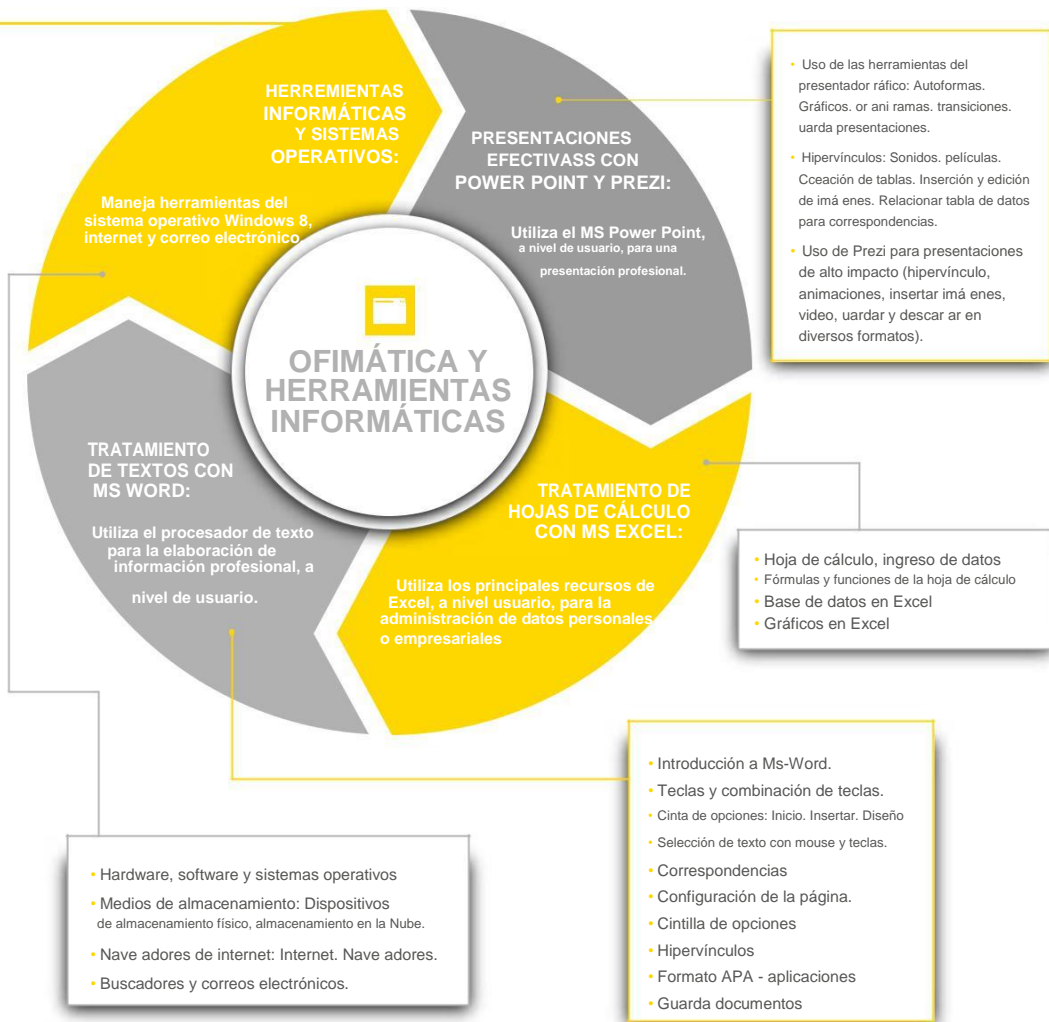 HERREMIENTAS
INFORMÁTICAS
Y SISTEMAS
OPERATIVOS:
Maneja herramientas del
sistema operativo Windows 8,
internet y correo electrónico.
PRESENTACIONES
EFECTIVASS CON
POWER POINT Y PREZI:
Utiliza el MS Power Point,
a nivel de usuario, para una
presentación profesional.
• Uso de las herramientas del
presentador ráfico: Autoformas.
Gráficos. or ani ramas. transiciones.
uarda presentaciones.
• Hipervínculos: Sonidos. películas.
Cceación de tablas. Inserción y edición
de imá enes. Relacionar tabla de datos
para correspondencias.
• Uso de Prezi para presentaciones
de alto impacto (hipervínculo,
animaciones, insertar imá enes,
video, uardar y descar ar en
diversos formatos).
OFIMÁTICA Y
HERRAMIENTAS
INFORMÁTICAS
TRATAMIENTO
DE TEXTOS CON
MS WORD:
Utiliza el procesador de texto
para la elaboración de
información profesional, a
nivel de usuario.
TRATAMIENTO DE
HOJAS DE CÁLCULO
CON MS EXCEL:
Utiliza los principales recursos de
Excel, a nivel usuario, para la
administración de datos personales
o empresariales
• Hoja de cálculo, ingreso de datos
• Fórmulas y funciones de la hoja de cálculo
• Base de datos en Excel
• Gráficos en Excel
• Introducción a Ms-Word.
• Teclas y combinación de teclas.
• Cinta de opciones: Inicio. Insertar. Diseño
• Selección de texto con mouse y teclas.
• Correspondencias
• Configuración de la página.
• Cintilla de opciones
• Hipervínculos
• Formato APA - aplicaciones
• Guarda documentos
• Hardware, software y sistemas operativos
• Medios de almacenamiento: Dispositivos
de almacenamiento físico, almacenamiento en la Nube.
• Nave adores de internet: Internet. Nave adores.
• Buscadores y correos electrónicos.